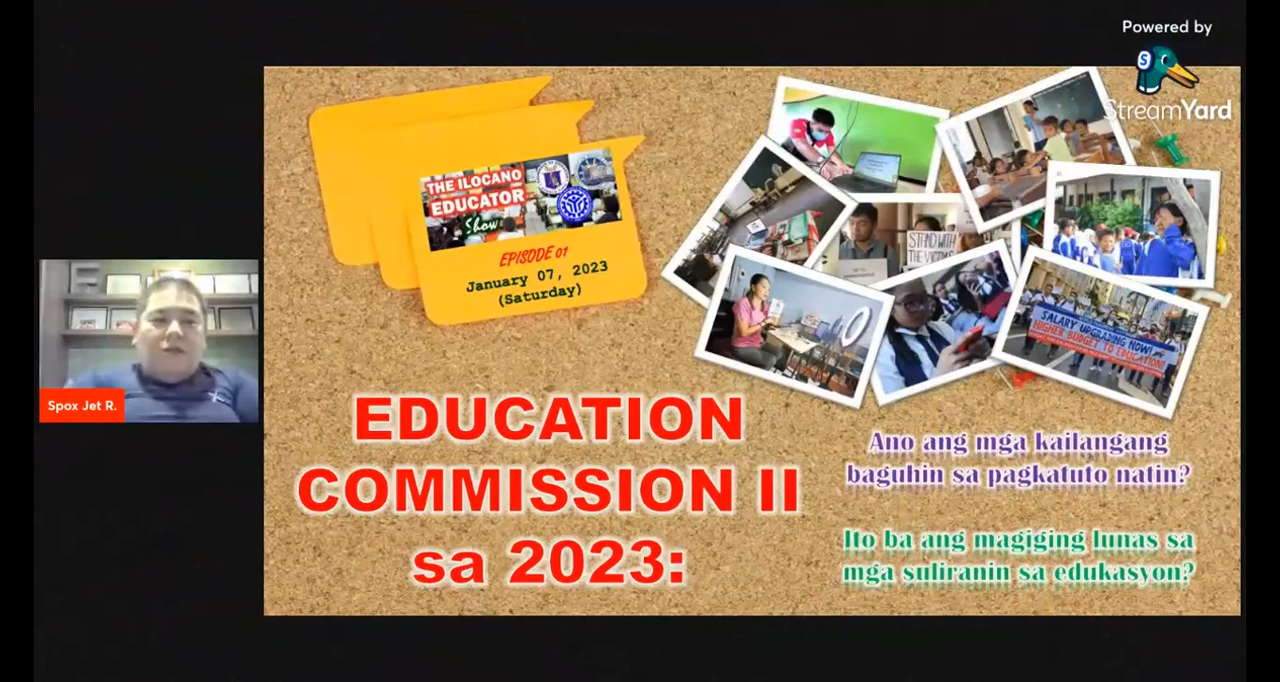 Powered by
StreamYard
THE ILOCANO
EDUCATOR
Show
EPISODE 01
January 07, 2023
(Saturday)
STAND WITH
SALARY UPGRADING NOW!
HIGHER BUDGET TO EDUCATION!
Spox Jet R.
EDUCATION
COMMISSION II
sa 2023:
Ano ang mga kailangang
baguhin sa pagkatuto natin?
Ito ba ang magiging lunas sa
mga suliranin sa edukasyon?